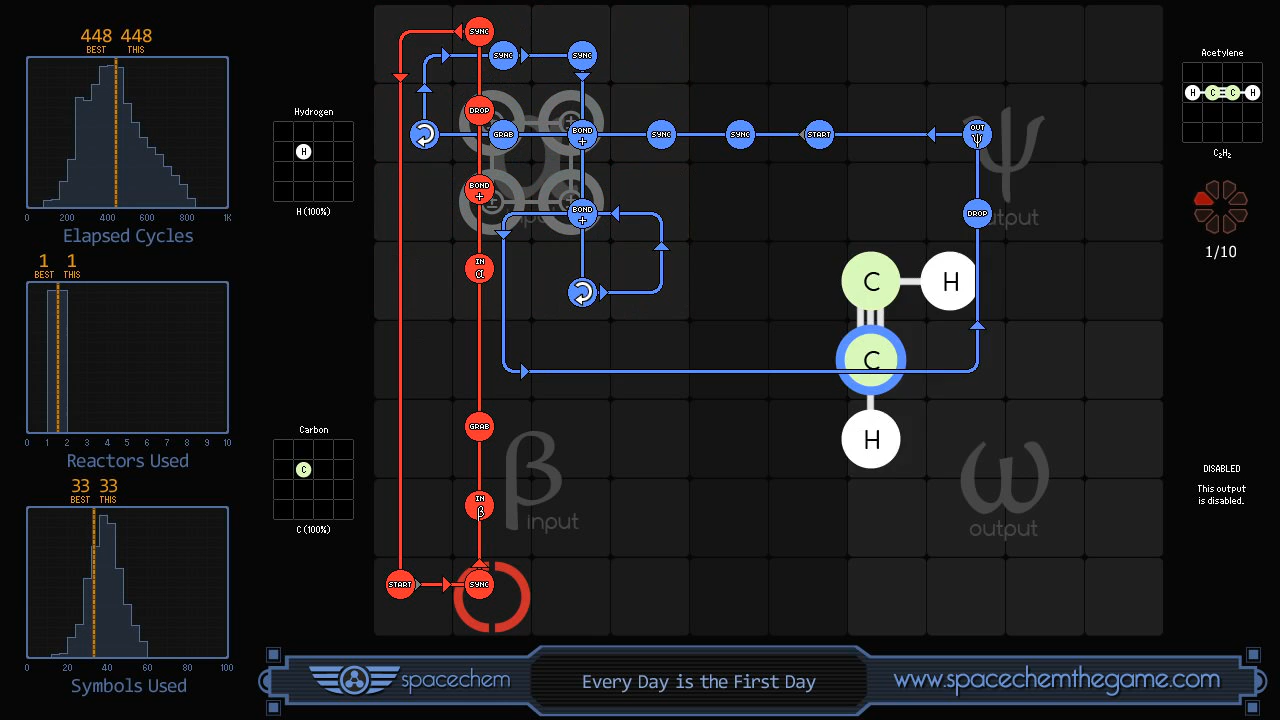 448 448
BEST THIS
0 200 400 600 800 1K
Elapsed Cycles
1 1
BEST THIS
0 1 2 3 4 5 6 7 8 9 10
Reactors Used
33 33
BEST THIS
0 20 40 60 80 100
Symbols Used
Hydrogen
H
H (100%)
Carbon
C
C (100%)
SYNC
SYNC
SYNC
DROP
GRAB
BOND
+
SYNC
SYNC
START
OUT
Ψ
ψ
output
BOND
+
BOND
+
DROP
IN
α
C
H
C
H
GRAB
β
input
IN
β
ω
output
START
SYNC
Acetylene
H C C H
C₂H₂
1/10
DISABLED
This output
is disabled.
spacechem
Every Day is the First Day
www.spacechemthegame.com